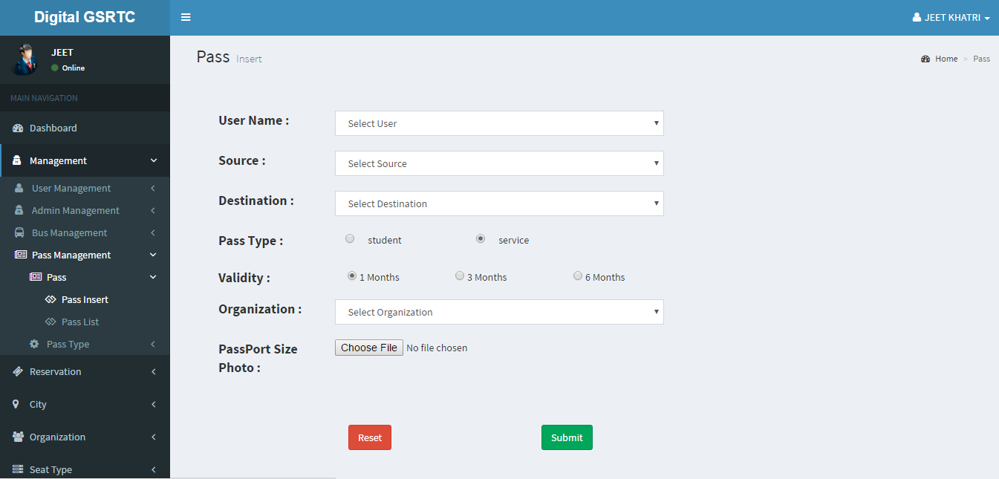 Digital GSRTC
JEET KHATRI
JEET
Online
MAIN NAVIGATION
Dashboard
Management
User Management
Admin Management
Bus Management
Pass Management
Pass
Pass Insert
Pass List
Pass Type
Reservation
City
Organization
Seat Type
Pass Insert
Home > Pass
User Name : Select User
Source : Select Source
Destination : Select Destination
Pass Type : student service
Validity : 1 Months 3 Months 6 Months
Organization : Select Organization
PassPort Size Choose File No file chosen
Photo :
Reset Submit